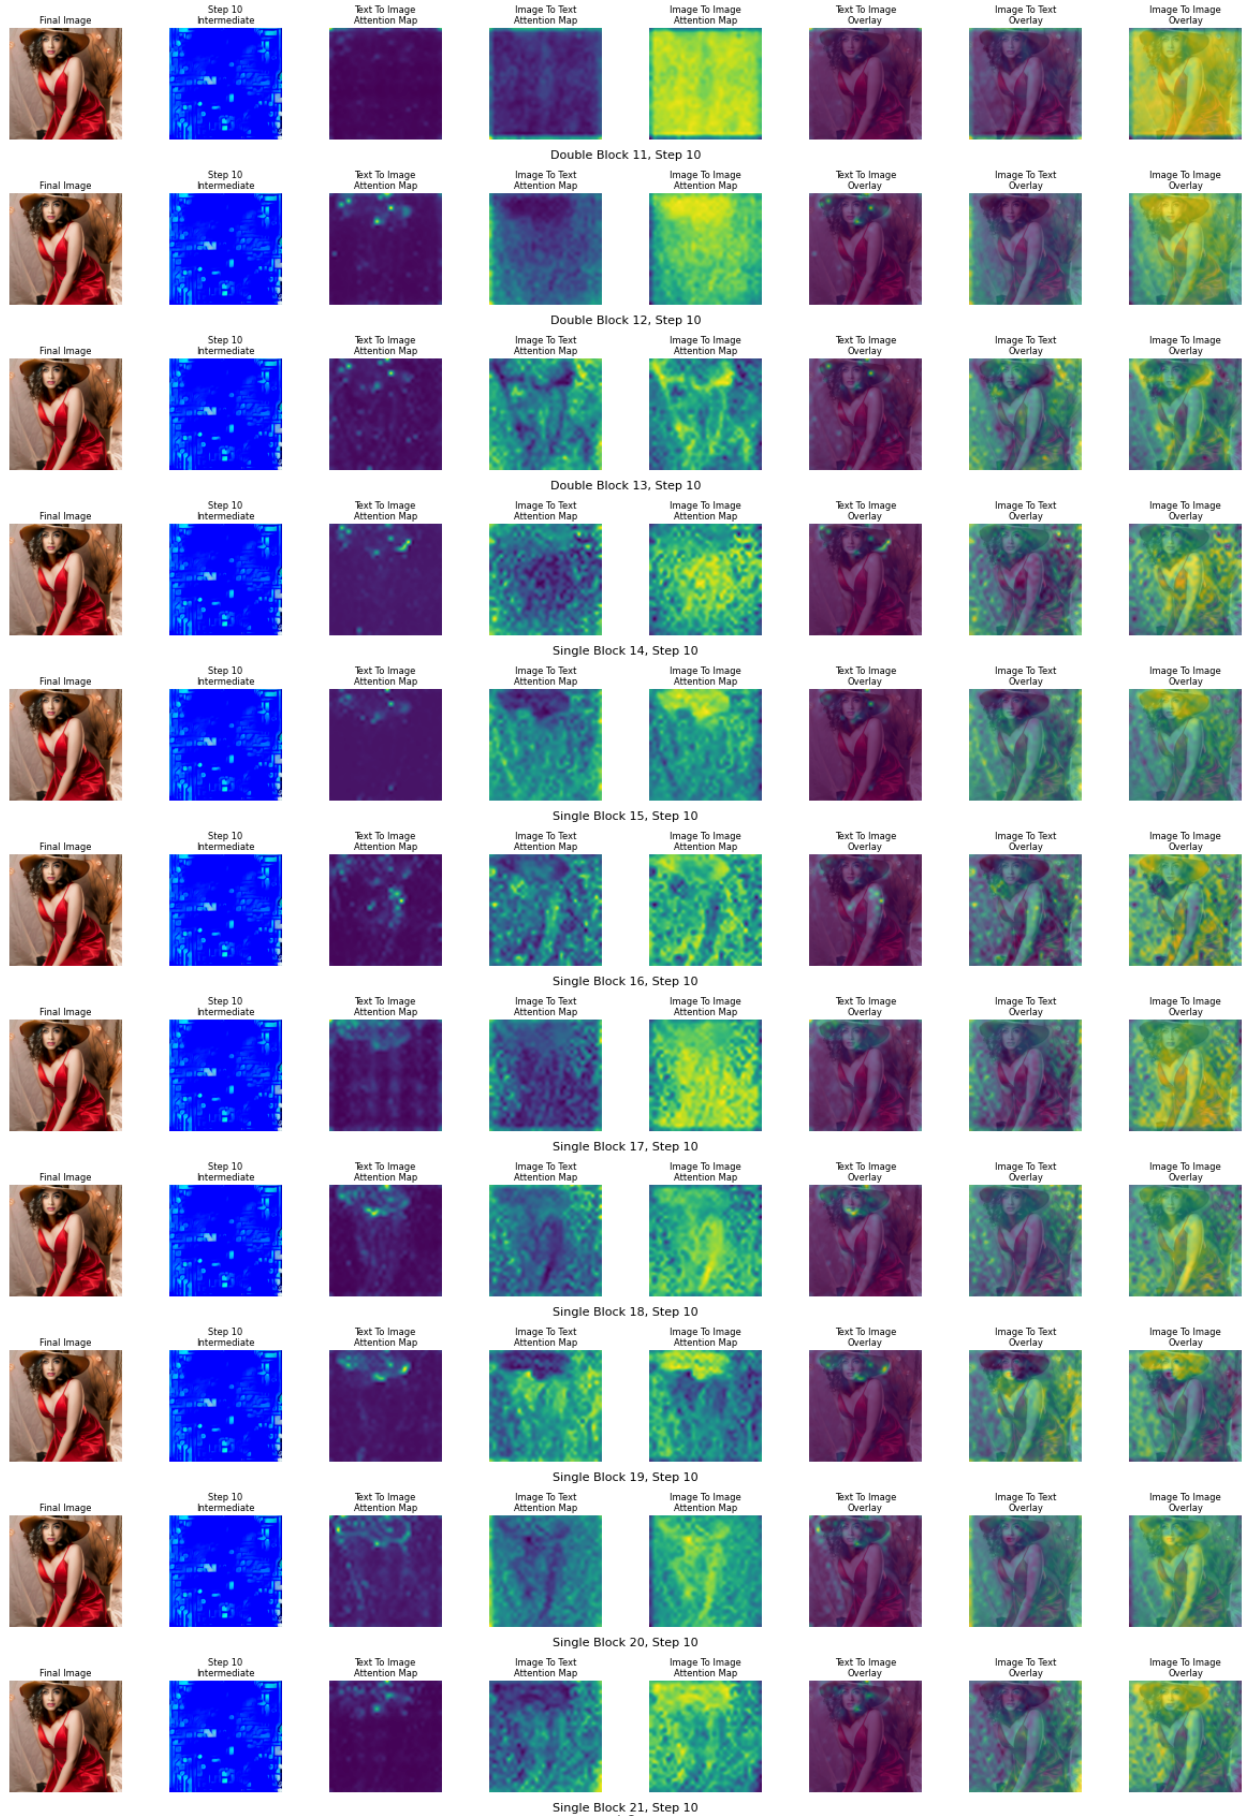 Step 10 Text To Image Image To Text Image To Image Text To Image Image To Text Image To Image
Final Image Intermediate Attention Map Attention Map Attention Map Overlay Overlay Overlay
Double Block 11, Step 10
Step 10 Text To Image Image To Text Image To Image Text To Image Image To Text Image To Image
Final Image Intermediate Attention Map Attention Map Attention Map Overlay Overlay Overlay
Double Block 12, Step 10
Step 10 Text To Image Image To Text Image To Image Text To Image Image To Text Image To Image
Final Image Intermediate Attention Map Attention Map Attention Map Overlay Overlay Overlay
Double Block 13, Step 10
Step 10 Text To Image Image To Text Image To Image Text To Image Image To Text Image To Image
Final Image Intermediate Attention Map Attention Map Attention Map Overlay Overlay Overlay
Single Block 14, Step 10
Step 10 Text To Image Image To Text Image To Image Text To Image Image To Text Image To Image
Final Image Intermediate Attention Map Attention Map Attention Map Overlay Overlay Overlay
Single Block 15, Step 10
Step 10 Text To Image Image To Text Image To Image Text To Image Image To Text Image To Image
Final Image Intermediate Attention Map Attention Map Attention Map Overlay Overlay Overlay
Single Block 16, Step 10
Step 10 Text To Image Image To Text Image To Image Text To Image Image To Text Image To Image
Final Image Intermediate Attention Map Attention Map Attention Map Overlay Overlay Overlay
Single Block 17, Step 10
Step 10 Text To Image Image To Text Image To Image Text To Image Image To Text Image To Image
Final Image Intermediate Attention Map Attention Map Attention Map Overlay Overlay Overlay
Single Block 18, Step 10
Step 10 Text To Image Image To Text Image To Image Text To Image Image To Text Image To Image
Final Image Intermediate Attention Map Attention Map Attention Map Overlay Overlay Overlay
Single Block 19, Step 10
Step 10 Text To Image Image To Text Image To Image Text To Image Image To Text Image To Image
Final Image Intermediate Attention Map Attention Map Attention Map Overlay Overlay Overlay
Single Block 20, Step 10
Step 10 Text To Image Image To Text Image To Image Text To Image Image To Text Image To Image
Final Image Intermediate Attention Map Attention Map Attention Map Overlay Overlay Overlay
Single Block 21, Step 10